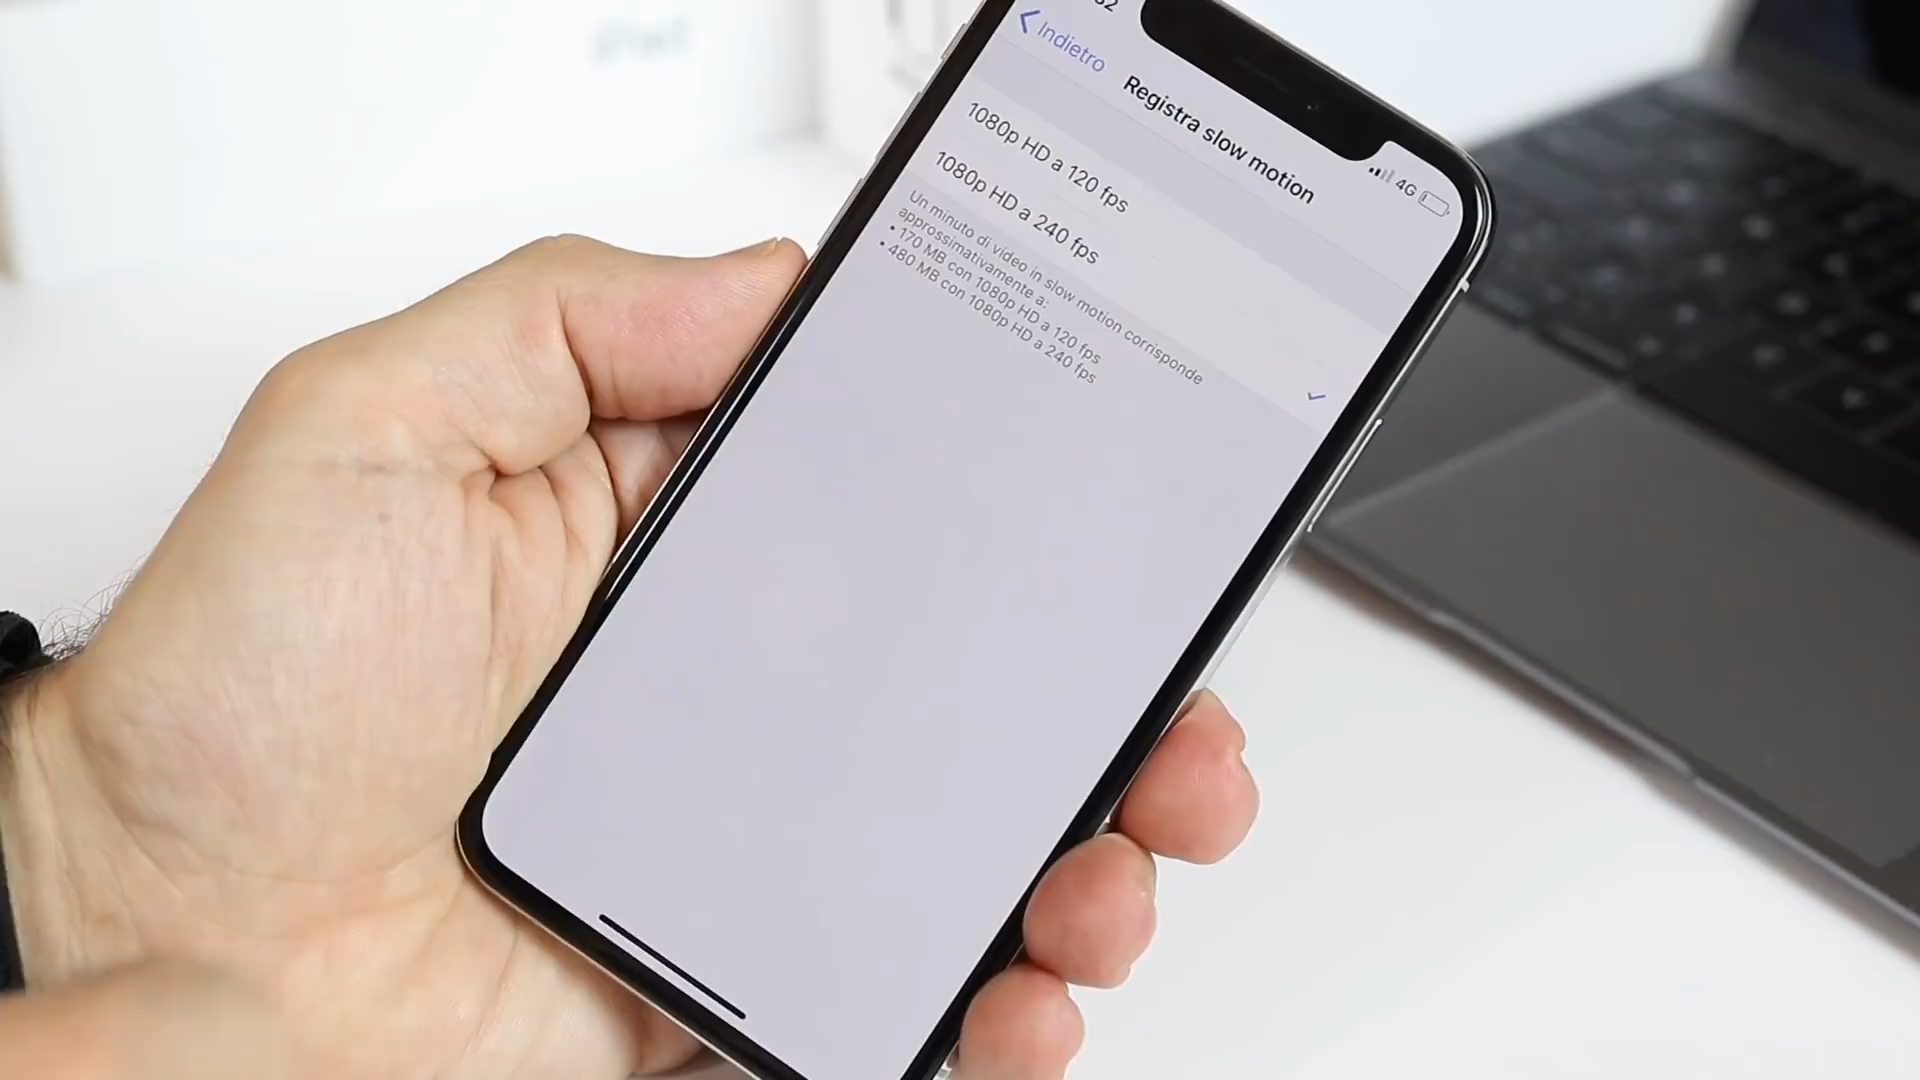 Indietro
Registra slow motion
4G
1080p HD a 120 fps
1080p HD a 240 fps
Un minuto di video in slow motion corrisponde
approssimativamente a:
• 170 MB con 1080p HD a 120 fps
• 480 MB con 1080p HD a 240 fps